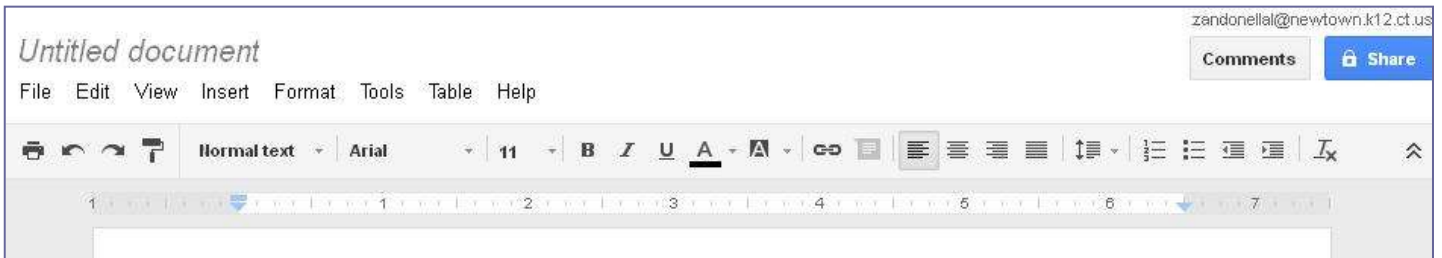 zandonellal@newtown.k12.ct.us
Untitled document
Comments Share
File Edit View Insert Format Tools Table Help
Normal text Arial 11 B I U A A Tx
1 1 2 3 4 5 6 7